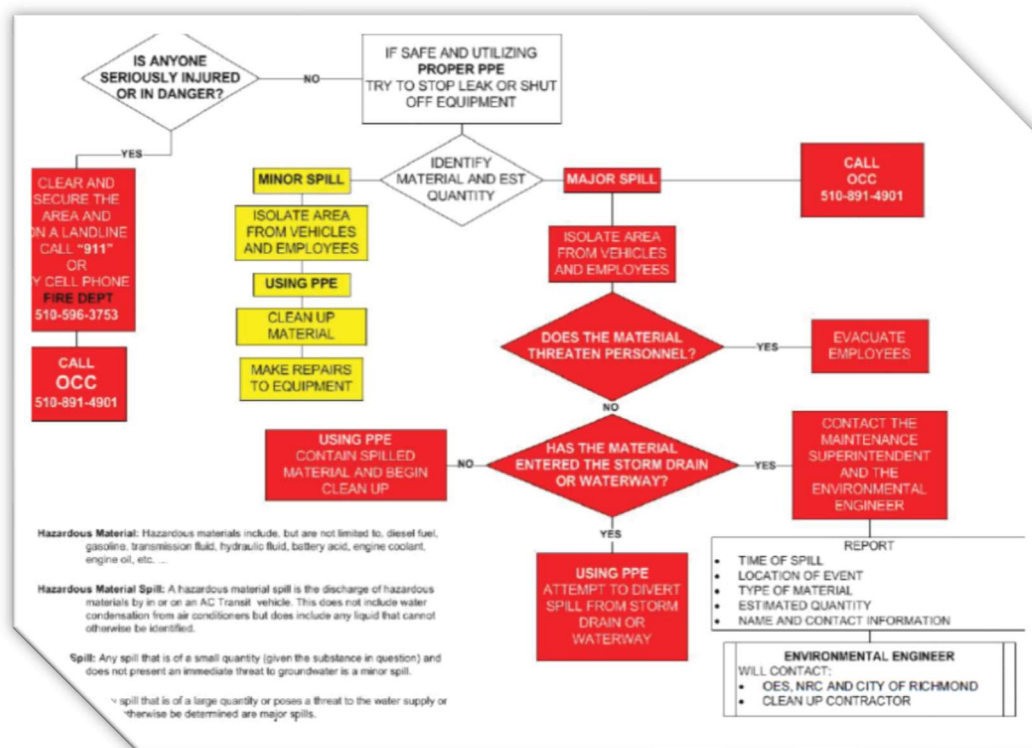 IS ANYONE
SERIOUSLY INJURED
OR IN DANGER?
NO
IF SAFE AND UTILIZING
PROPER PPE
TRY TO STOP LEAK OR SHUT
OFF EQUIPMENT
YES
CLEAR AND
SECURE THE
AREA AND
ON A LANDLINE
CALL “911”
OR
CELL PHONE
FIRE DEPT
510-596-3753
CALL
OCC
510-891-4901
IDENTIFY
MATERIAL AND EST
QUANTITY
MINOR SPILL
ISOLATE AREA
FROM VEHICLES
AND EMPLOYEES
USING PPE
CLEAN UP
MATERIAL
MAKE REPAIRS
TO EQUIPMENT
MAJOR SPILL
CALL
OCC
510-891-4901
ISOLATE AREA
FROM VEHICLES
AND EMPLOYEES
DOES THE MATERIAL
THREATEN PERSONNEL?
YES
EVACUATE
EMPLOYEES
NO
HAS THE MATERIAL
ENTERED THE STORM DRAIN
OR WATERWAY?
NO
USING PPE
CONTAIN SPILLED
MATERIAL AND BEGIN
CLEAN UP
YES
CONTACT THE
MAINTENANCE
SUPERINTENDENT
AND THE
ENVIRONMENTAL
ENGINEER
YES
USING PPE
ATTEMPT TO DIVERT
SPILL FROM STORM
DRAIN OR
WATERWAY
REPORT
• TIME OF SPILL
• LOCATION OF EVENT
• TYPE OF MATERIAL
• ESTIMATED QUANTITY
• NAME AND CONTACT INFORMATION
ENVIRONMENTAL ENGINEER
WILL CONTACT:
• OES, NRC AND CITY OF RICHMOND
• CLEAN UP CONTRACTOR
Hazardous Material: Hazardous materials include, but are not limited to, diesel fuel,
gasoline, transmission fluid, hydraulic fluid, battery acid, engine coolant,
engine oil, etc. ...
Hazardous Material Spill: A hazardous material spill is the discharge of hazardous
materials by in or on an AC Transit vehicle. This does not include water
condensation from air conditioners but does include any liquid that cannot
otherwise be identified.
Spill: Any spill that is of a small quantity (given the substance in question) and
does not present an immediate threat to groundwater is a minor spill.
spill that is of a large quantity or poses a threat to the water supply or
otherwise be determined are major spills.